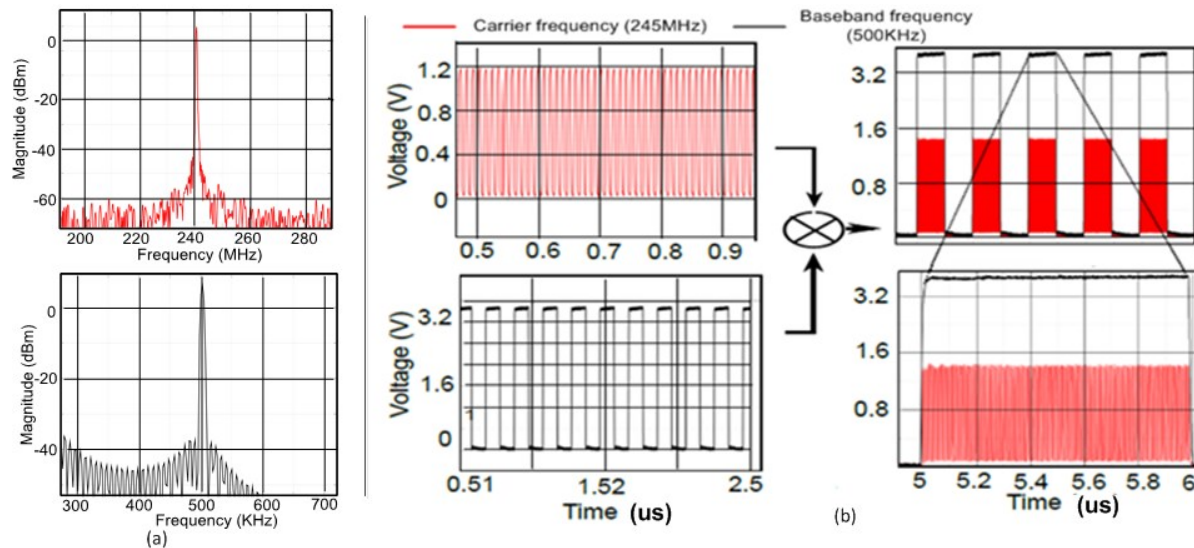 Magnitude (dBm)
0
-20
-40
-60
200 220 240 260 280
Frequency (MHz)
Magnitude (dBm)
0
-20
-40
300 400 500 600 700
Frequency (KHz)
(a)
Carrier frequency (245MHz)
Baseband frequency
(500KHz)
Voltage (V)
1.2
0.8
0.4
0
0.5 0.6 0.7 0.8 0.9
Voltage (V)
3.2
1.6
1
0
0.51 1.52 2.5
Time (us)
3.2
1.6
0.8
3.2
1.6
0.8
5 5.2 5.4 5.6 5.8 6
Time (us)
(b)